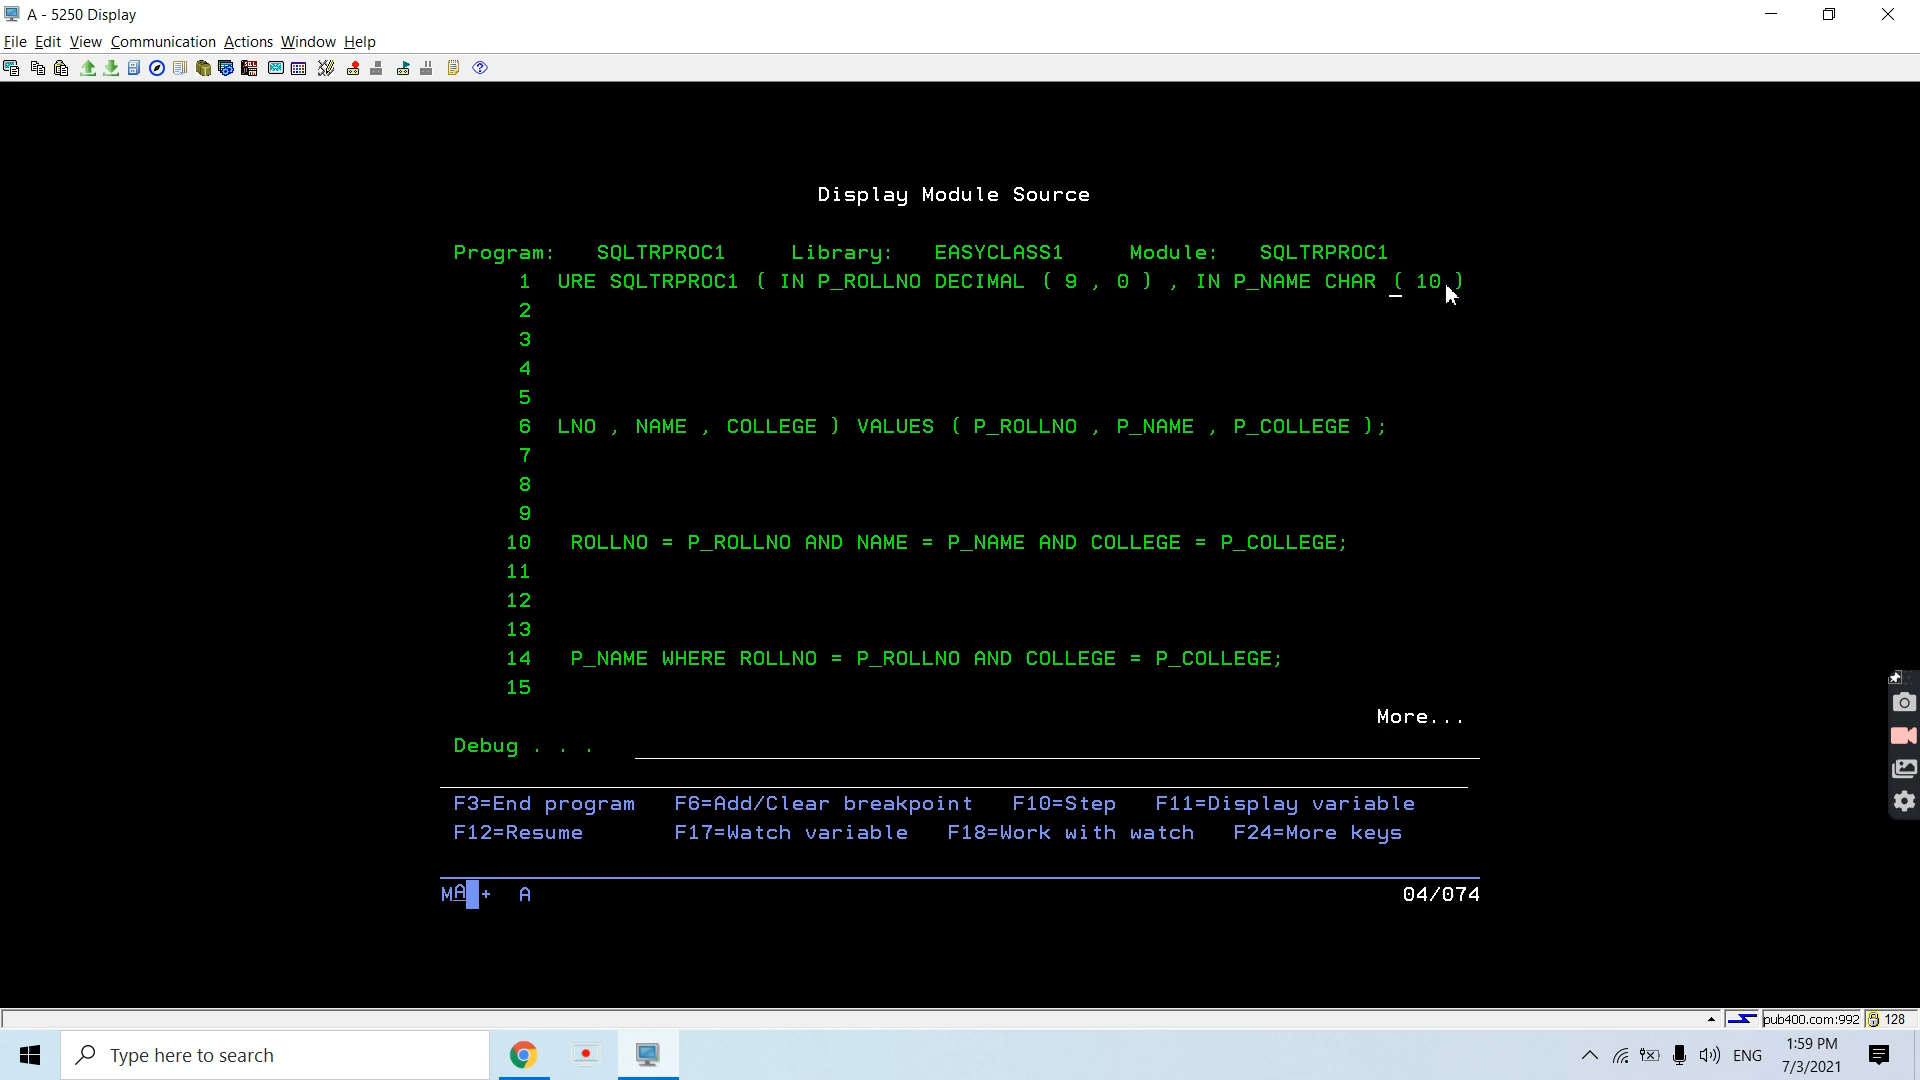 A - 5250 Display
File Edit View Communication Actions Window Help
Display Module Source
Program: SQLTRPROC1 Library: EASYCLASS1 Module: SQLTRPROC1
1 URE SQLTRPROC1 ( IN P_ROLLNO DECIMAL ( 9 , 0 ) , IN P_NAME CHAR ( 10 )
2
3
4
5
6 LNO , NAME , COLLEGE ) VALUES ( P_ROLLNO , P_NAME , P_COLLEGE );
7
8
9
10 ROLLNO = P_ROLLNO AND NAME = P_NAME AND COLLEGE = P_COLLEGE;
11
12
13
14 P_NAME WHERE ROLLNO = P_ROLLNO AND COLLEGE = P_COLLEGE;
15
More...
Debug . . .
F3=End program F6=Add/Clear breakpoint F10=Step F11=Display variable
F12=Resume F17=Watch variable F18=Work with watch F24=More keys
MA + A 04/074
pub400.com:992 128
Type here to search
ENG
1:59 PM
7/3/2021